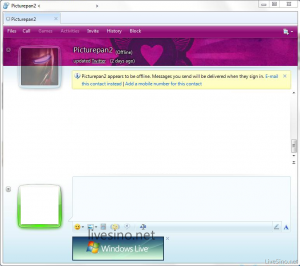 Picturepan2
Picturepan2
Files Call Games Activities Invite Block
Picturepan2 (Offline)
updated Twitter (2 days ago)
Picturepan2 appears to be offline. Messages you send will be delivered when they sign in. E-mail
this contact instead | Add a mobile number for this contact
livesino.net
Windows Live
LiveSino.net